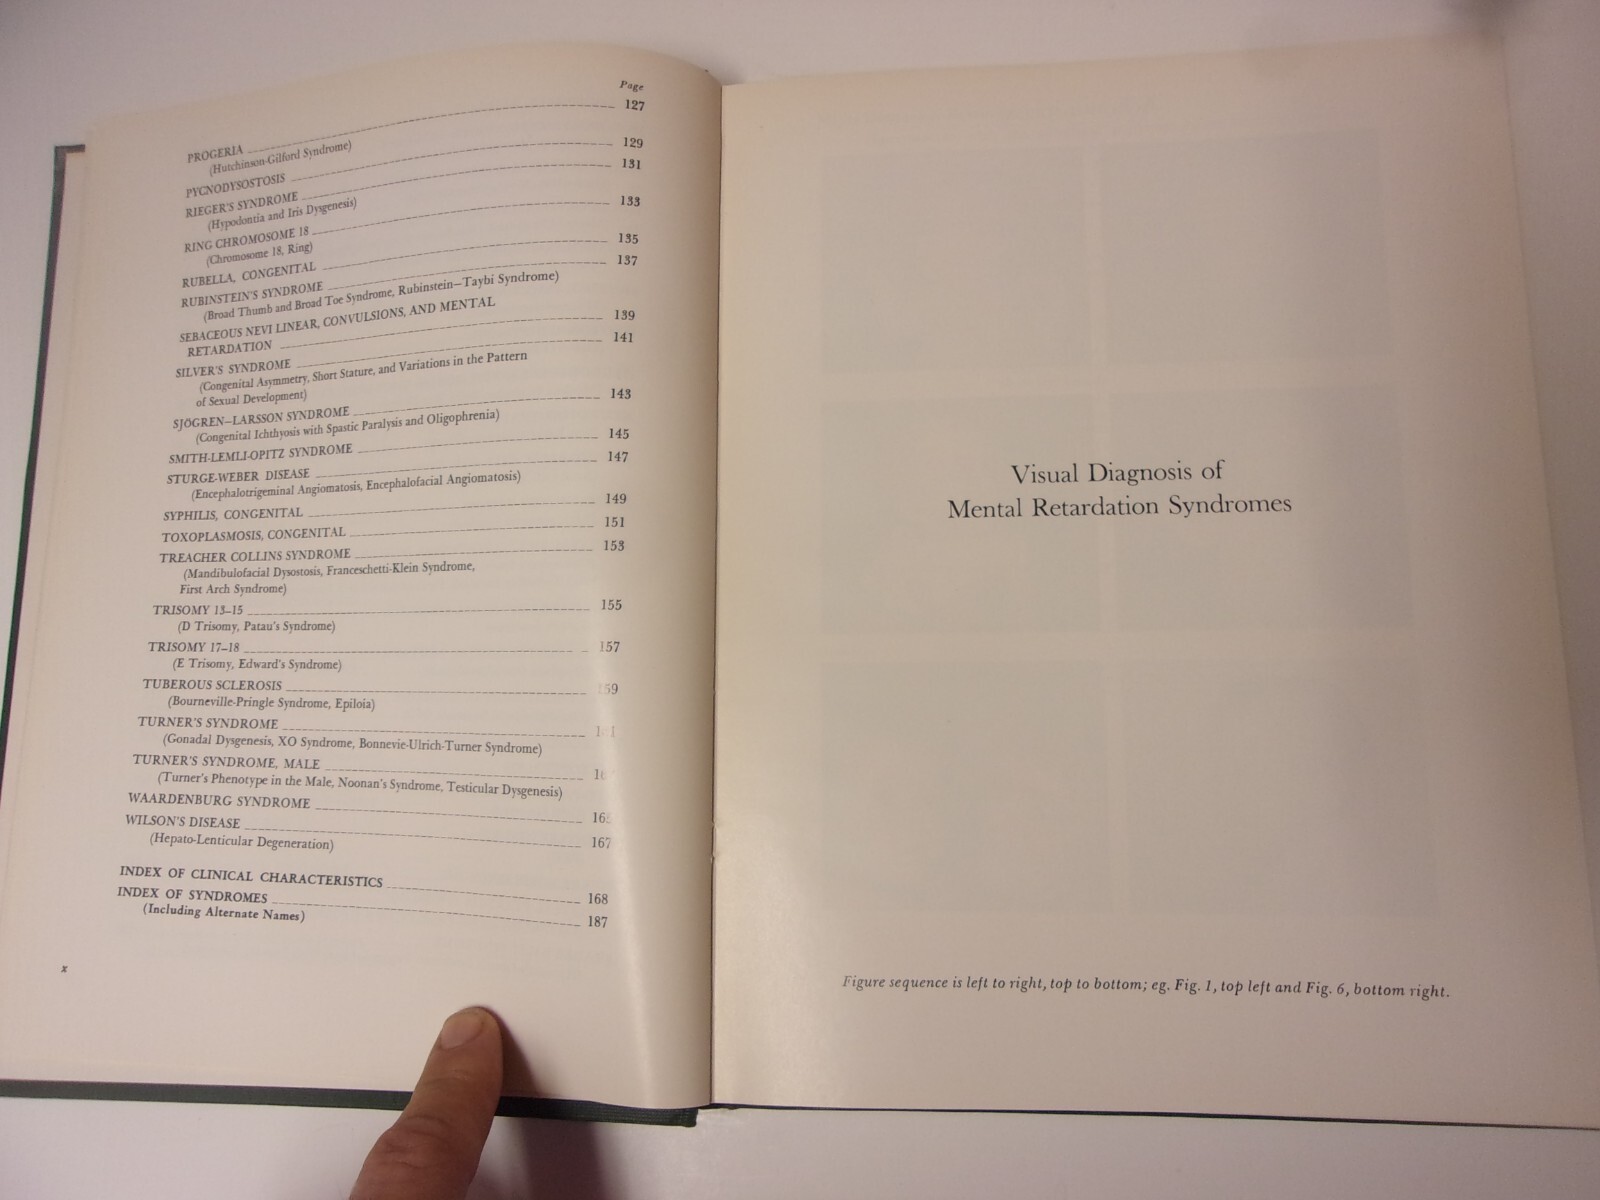 Page
PROGERIA 127
(Hutchinson-Gilford Syndrome)
PYCNODYSOSTOSIS 129
RIEGER'S SYNDROME 131
(Hypodontia and Iris Dysgenesis)
RING CHROMOSOME 18 133
(Chromosome 18, Ring)
RUBELLA, CONGENITAL 135
RUBINSTEIN'S SYNDROME 137
(Broad Thumb and Broad Toe Syndrome, Rubinstein–Taybi Syndrome)
SEBACEOUS NEVI LINEAR, CONVULSIONS, AND MENTAL
RETARDATION 139
SILVER'S SYNDROME 141
(Congenital Asymmetry, Short Stature, and Variations in the Pattern
of Sexual Development)
SJÖGREN–LARSSON SYNDROME 143
(Congenital Ichthyosis with Spastic Paralysis and Oligophrenia)
SMITH-LEMLI-OPITZ SYNDROME 145
STURGE-WEBER DISEASE 147
(Encephalotrigeminal Angiomatosis, Encephalofacial Angiomatosis)
SYPHILIS, CONGENITAL 149
TOXOPLASMOSIS, CONGENITAL 151
TREACHER COLLINS SYNDROME 153
(Mandibulofacial Dysostosis, Franceschetti-Klein Syndrome,
First Arch Syndrome)
TRISOMY 13–15 155
(D Trisomy, Patau's Syndrome)
TRISOMY 17–18 157
(E Trisomy, Edward's Syndrome)
TUBEROUS SCLEROSIS 159
(Bourneville-Pringle Syndrome, Epiloia)
TURNER'S SYNDROME
(Gonadal Dysgenesis, XO Syndrome, Bonnevie-Ulrich-Turner Syndrome)
TURNER'S SYNDROME, MALE
(Turner's Phenotype in the Male, Noonan's Syndrome, Testicular Dysgenesis)
WAARDENBURG SYNDROME
WILSON'S DISEASE 167
(Hepato-Lenticular Degeneration)
INDEX OF CLINICAL CHARACTERISTICS 168
INDEX OF SYNDROMES 187
(Including Alternate Names)
x
Visual Diagnosis of
Mental Retardation Syndromes
Figure sequence is left to right, top to bottom; eg. Fig. 1, top left and Fig. 6, bottom right.